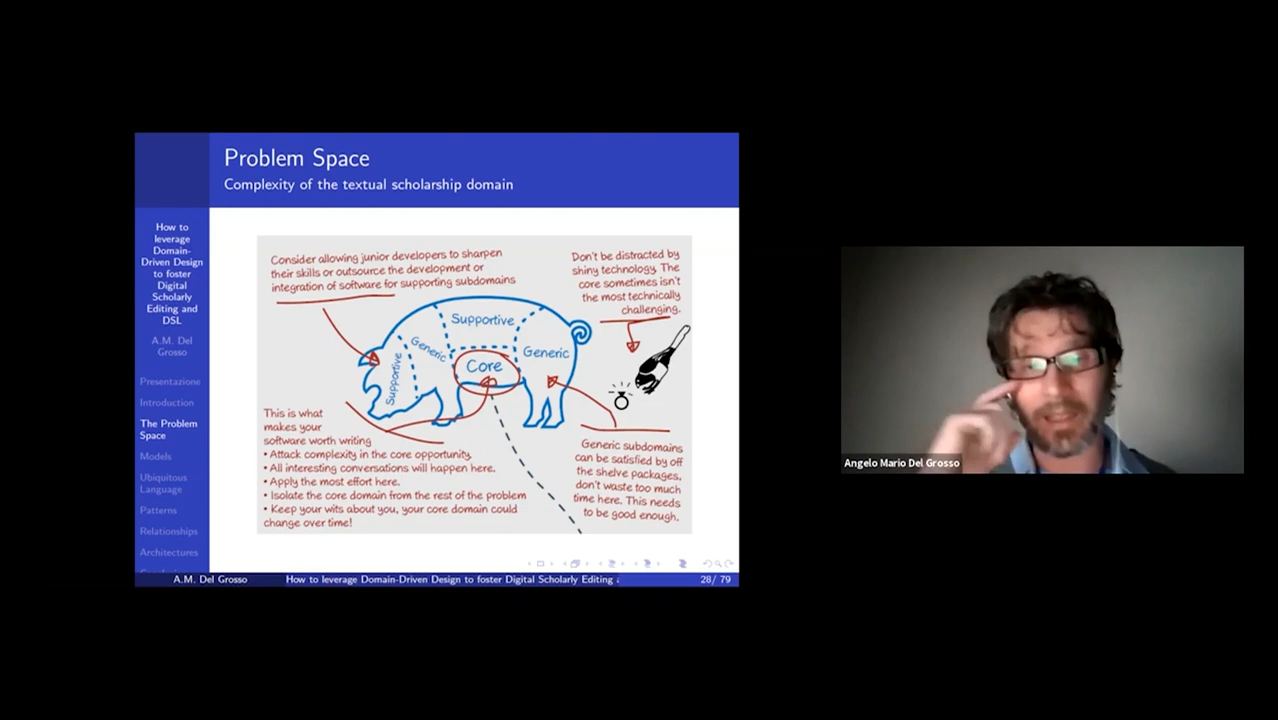 Problem Space
Complexity of the textual scholarship domain
How to
leverage
Domain-
Driven Design
to foster
Digital
Scholarly
Editing and
DSL
A.M. Del
Grosso
Presentazione
Introduction
The Problem
Space
Models
Ubiquitous
Language
Patterns
Relationships
Architectures
Consider allowing junior developers to sharpen
their skills or outsource the development or
integration of software for supporting subdomains
Don't be distracted by
shiny technology. The
core sometimes isn't
the most technically
challenging.
Supportive
Generic
Supportive
Core
Generic
This is what
makes your
software worth writing
• Attack complexity in the core opportunity.
• All interesting conversations will happen here.
• Apply the most effort here.
• Isolate the core domain from the rest of the problem
• Keep your wits about you, your core domain could
change over time!
Generic subdomains
can be satisfied by off
the shelve packages,
don't waste too much
time here. This needs
to be good enough.
A.M. Del Grosso
How to leverage Domain-Driven Design to foster Digital Scholarly Editing
28/ 79
Angelo Mario Del Grosso